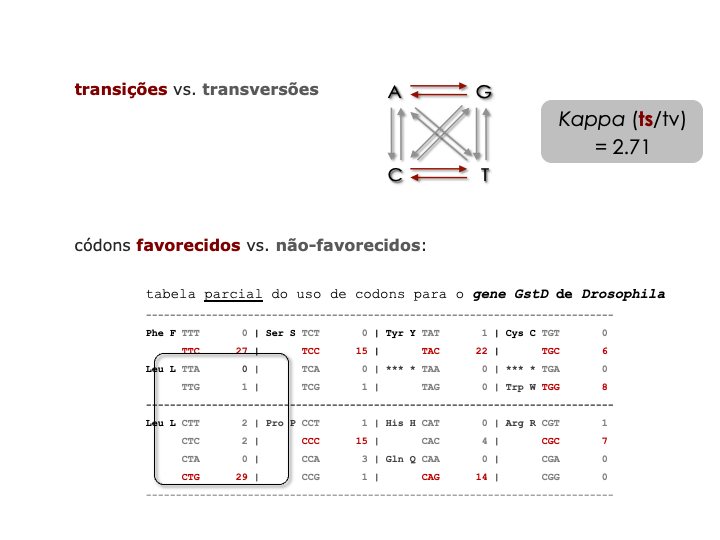 transições vs. transversões
A G
C T
Kappa (ts/tv)
= 2.71
códons favorecidos vs. não-favorecidos:
tabela parcial do uso de codons para o gene GstD de Drosophila
------------------------------------------------------------------------------
Phe F TTT 0 | Ser S TCT 0 | Tyr Y TAT 1 | Cys C TGT 0
TTC 27 | TCC 15 | TAC 22 | TGC 6
Leu L TTA 0 | TCA 0 | *** * TAA 0 | *** * TGA 0
TTG 1 | TCG 1 | TAG 0 | Trp W TGG 8
------------------------------------------------------------------------------
Leu L CTT 2 | Pro P CCT 1 | His H CAT 0 | Arg R CGT 1
CTC 2 | CCC 15 | CAC 4 | CGC 7
CTA 0 | CCA 3 | Gln Q CAA 0 | CGA 0
CTG 29 | CCG 1 | CAG 14 | CGG 0
------------------------------------------------------------------------------